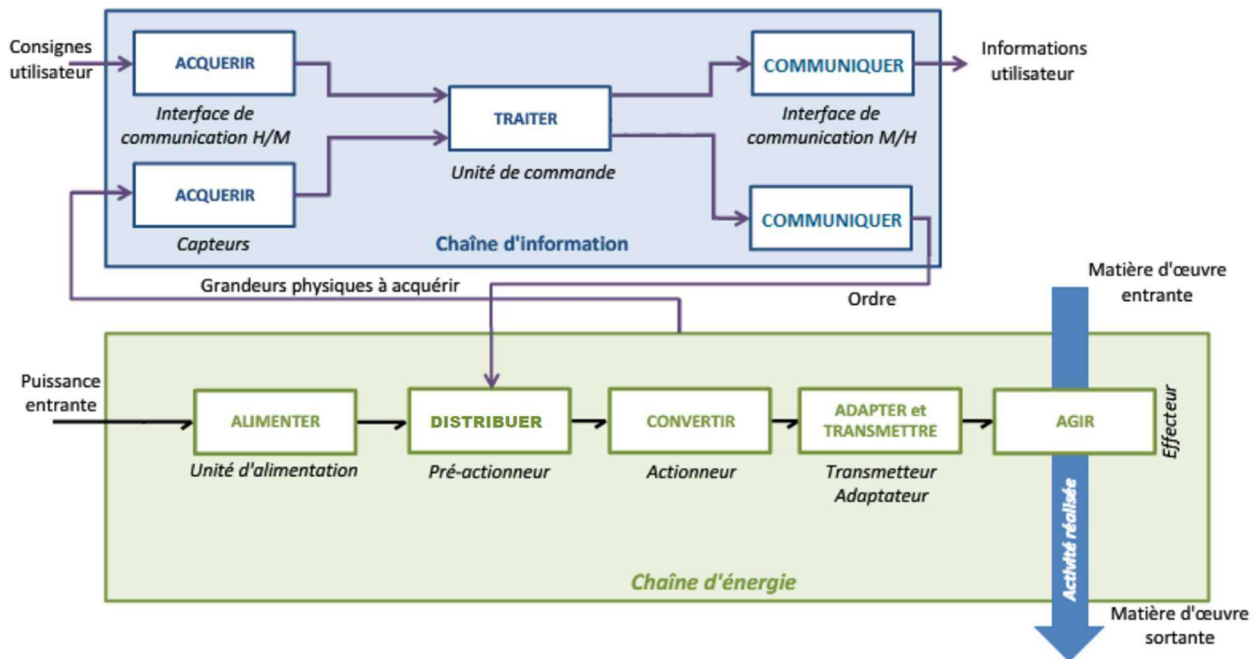 Consignes
utilisateur
ACQUERIR
Interface de
communication H/M
ACQUERIR
Capteurs
TRAITER
Unité de commande
COMMUNIQUER
Interface de
communication M/H
Informations
utilisateur
COMMUNIQUER
Chaîne d'information
Grandeurs physiques à acquérir
Ordre
Matière d'œuvre
entrante
Puissance
entrante
ALIMENTER
Unité d'alimentation
DISTRIBUER
Pré-actionneur
CONVERTIR
Actionneur
ADAPTER et
TRANSMETTRE
Transmetteur
Adaptateur
AGIR
Effecteur
Activité réalisée
Chaîne d'énergie
Matière d'œuvre
sortante